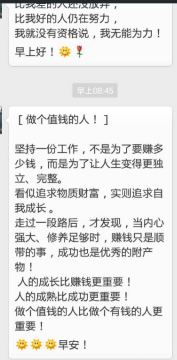 比我差的人还没放弃，
比我好的人仍在努力，
我就没有资格说，我无能为力！
早上好！🌞🌹
早上08:45
[ 做个值钱的人！ ]
坚持一份工作，不是为了要赚多
少钱，而是为了让人生变得更独
立、完整。
看似追求物质财富，实则追求自
我成长 。
走过一段路后，才发现，当内心
强大、修养足够时，赚钱只是顺
带的事，成功也是优秀的附产
物！
人的成长比赚钱更重要！
人的成熟比成功更重要！
做个值钱的人比做个有钱的人更
重要！
🌞🌞🌞早安！